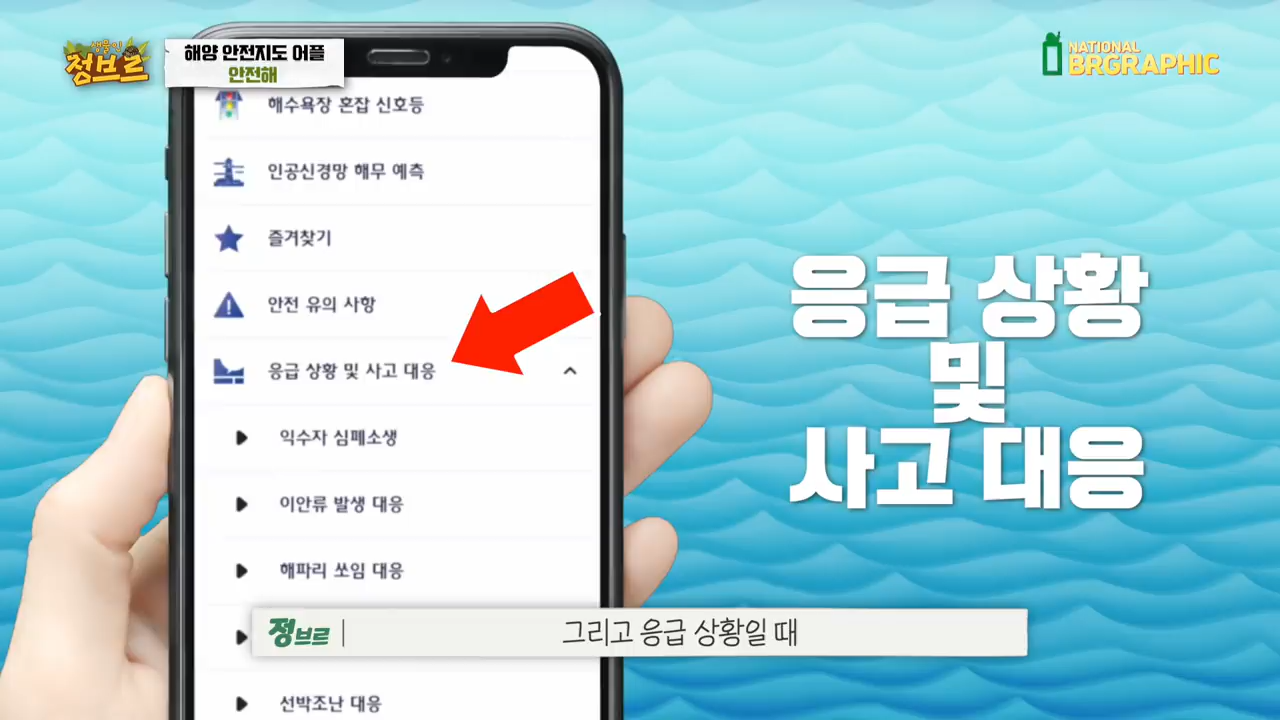 생물인
정브르
해양 안전지도 어플
안전해
NATIONAL
BRGRAPHIC
해수욕장 혼잡 신호등
인공신경망 해무 예측
즐겨찾기
안전 유의 사항
응급 상황 및 사고 대응
익수자 심폐소생
이안류 발생 대응
해파리 쏘임 대응
선박조난 대응
응급 상황
및
사고 대응
정브르
그리고 응급 상황일 때